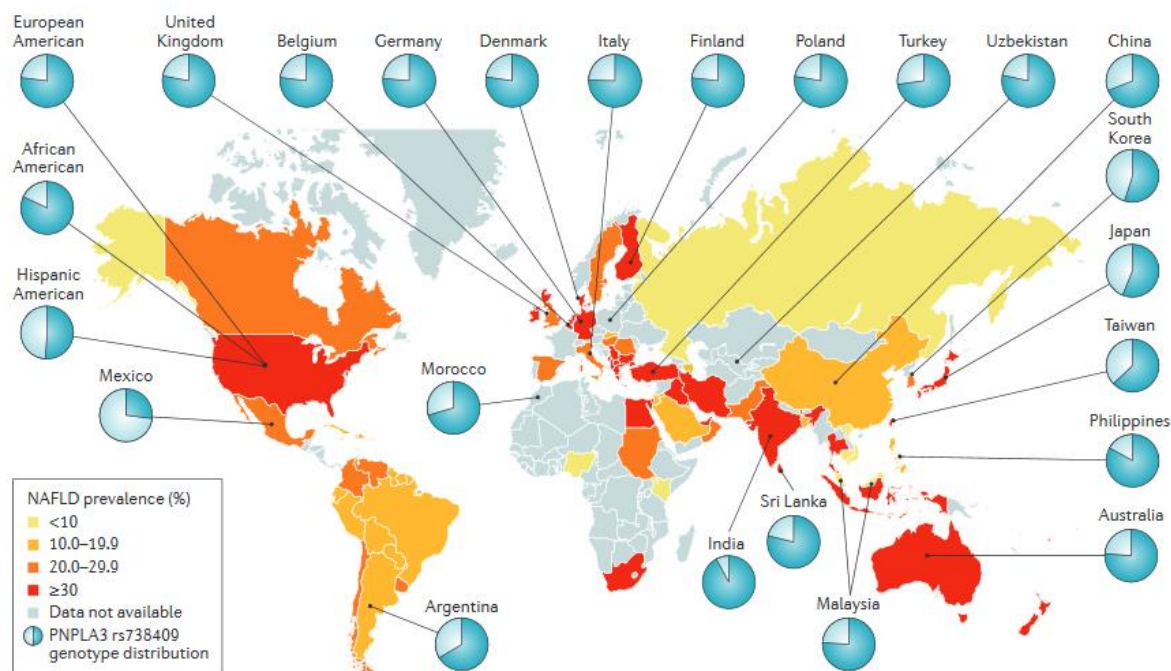 European
American
United
Kingdom
Belgium
Germany
Denmark
Italy
Finland
Poland
Turkey
Uzbekistan
China
African
American
South
Korea
Hispanic
American
Japan
Mexico
Morocco
Taiwan
Philippines
NAFLD prevalence (%)
<10
10.0–19.9
20.0–29.9
≥30
Data not available
PNPLA3 rs738409
genotype distribution
Argentina
India
Sri Lanka
Malaysia
Australia